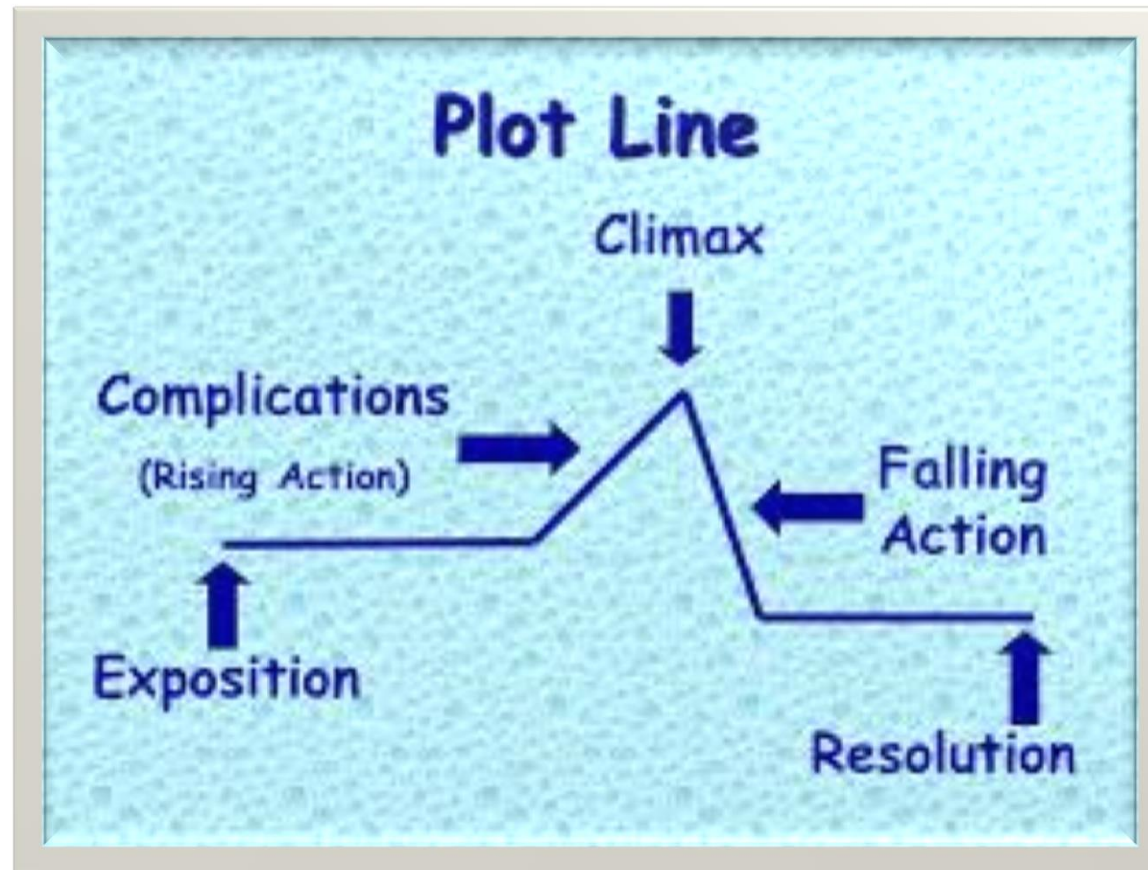 Plot Line
Climax
Complications
(Rising Action)
Falling
Action
Exposition
Resolution